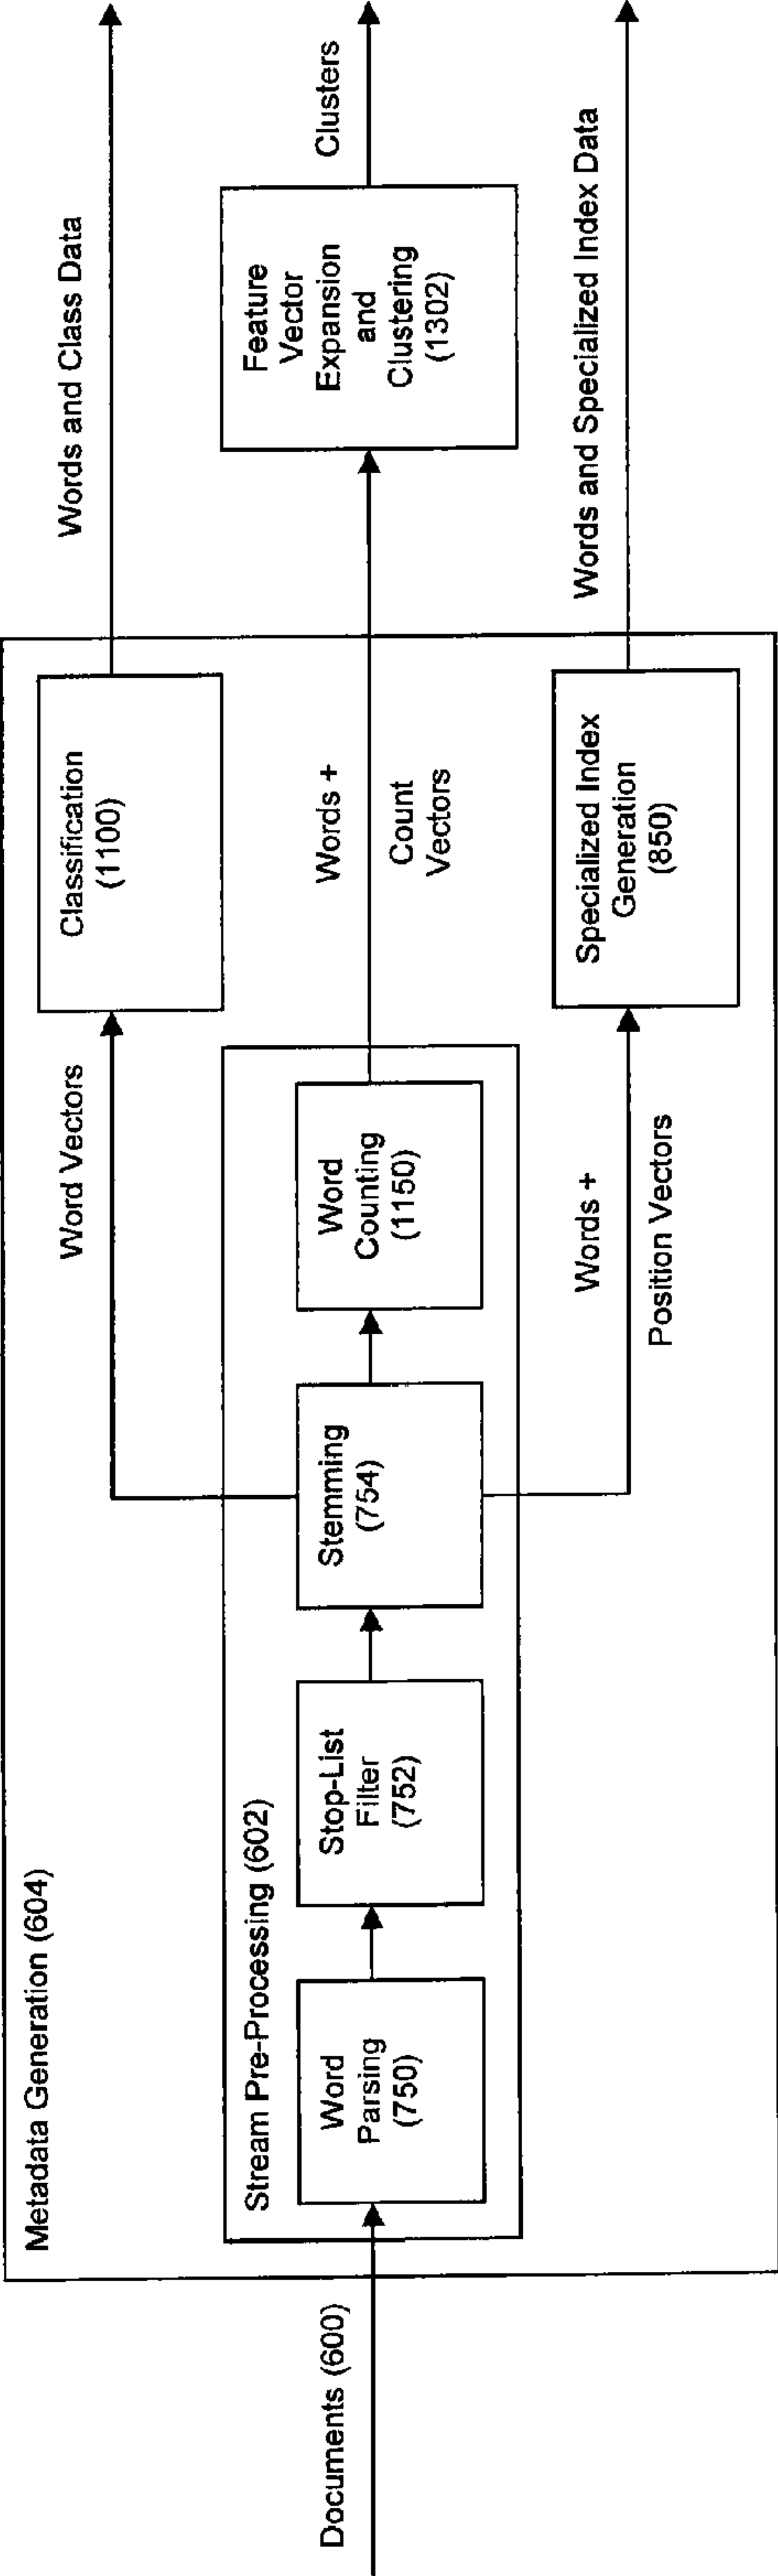 Metadata Generation (604)
Stream Pre-Processing (602)
Documents (600)
Word
Parsing
(750)
Stop-List
Filter
(752)
Stemming
(754)
Word
Counting
(1150)
Word Vectors
Classification
(1100)
Words and Class Data
Words +
Count
Vectors
Feature
Vector
Expansion
and
Clustering
(1302)
Clusters
Words +
Position Vectors
Specialized Index
Generation
(850)
Words and Specialized Index Data